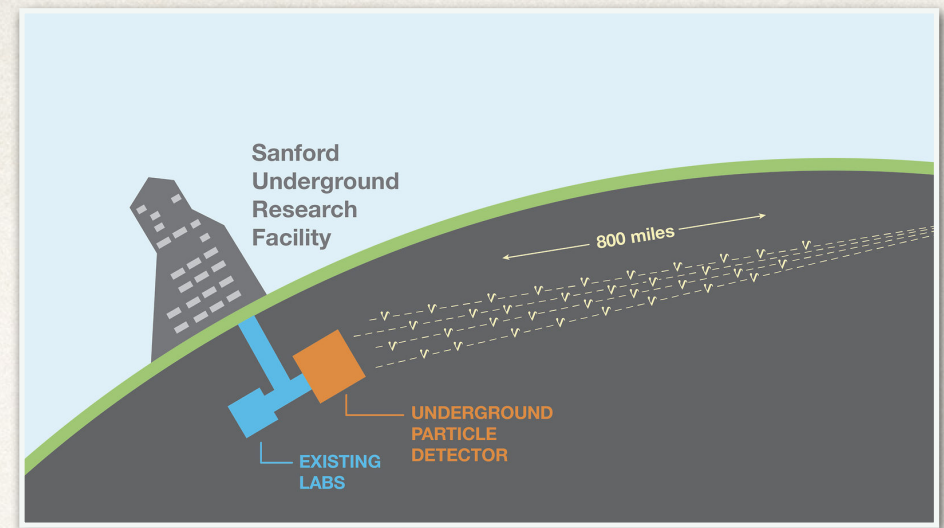 Sanford
Underground
Research
Facility
800 miles
UNDERGROUND
PARTICLE
DETECTOR
EXISTING
LABS